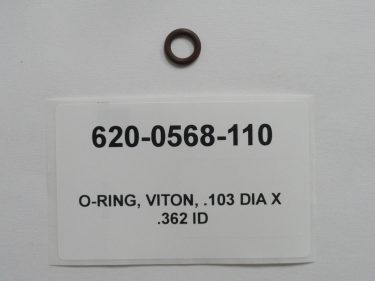 620-0568-110
O-RING, VITON, .103 DIA X
.362 ID